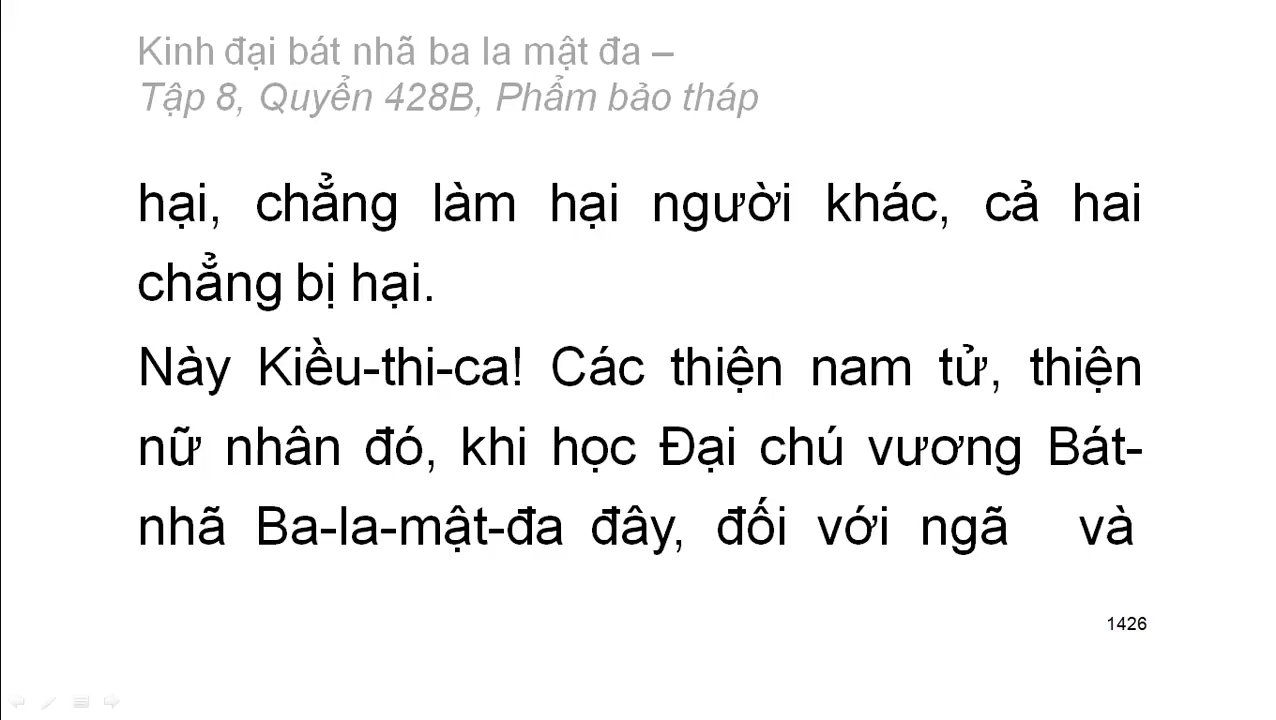 Kinh đại bát nhã ba la mật đa –
Tập 8, Quyển 428B, Phẩm bảo tháp
hại, chẳng làm hại người khác, cả hai
chẳng bị hại.
Này Kiều-thi-ca! Các thiện nam tử, thiện
nữ nhân đó, khi học Đại chú vương Bát-
nhã Ba-la-mật-đa đây, đối với ngã và
1426